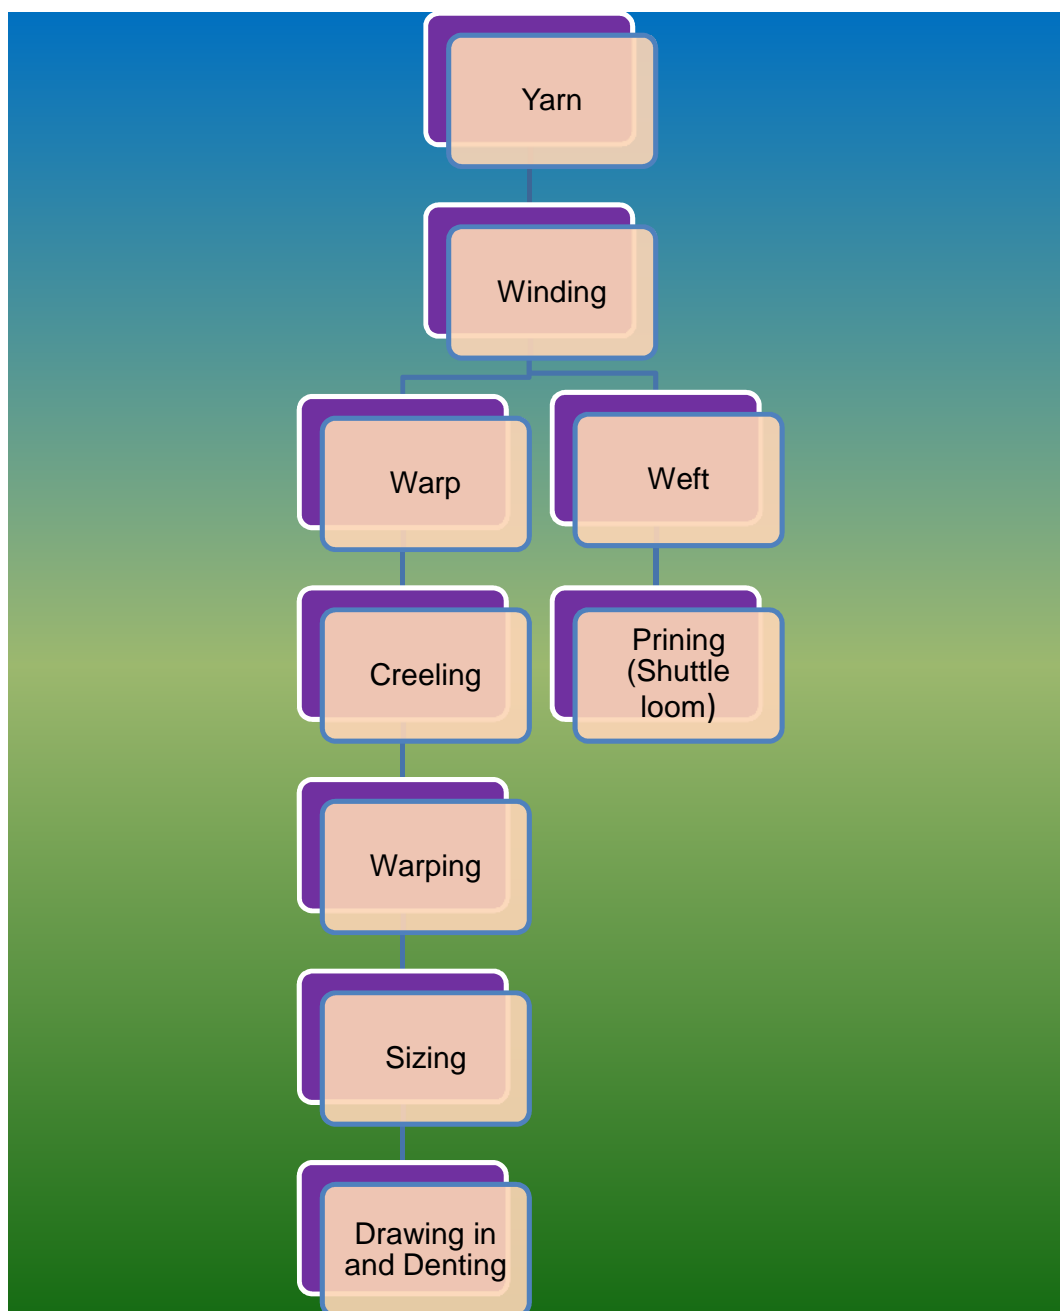 Yarn
Winding
Warp
Weft
Creeling
Prining
(Shuttle
loom)
Warping
Sizing
Drawing in
and Denting